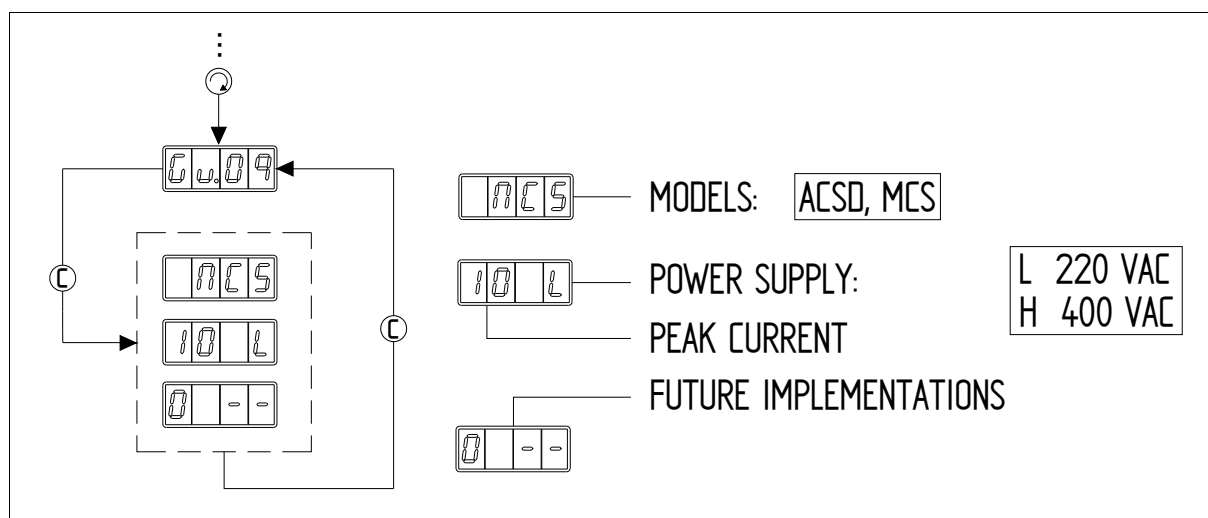 ⋮
Gu.09
C
MCS
10 L
0 --
C
MCS
MODELS: ACSD, MCS
10 L
POWER SUPPLY:
L 220 VAC
H 400 VAC
PEAK CURRENT
FUTURE IMPLEMENTATIONS
0 --